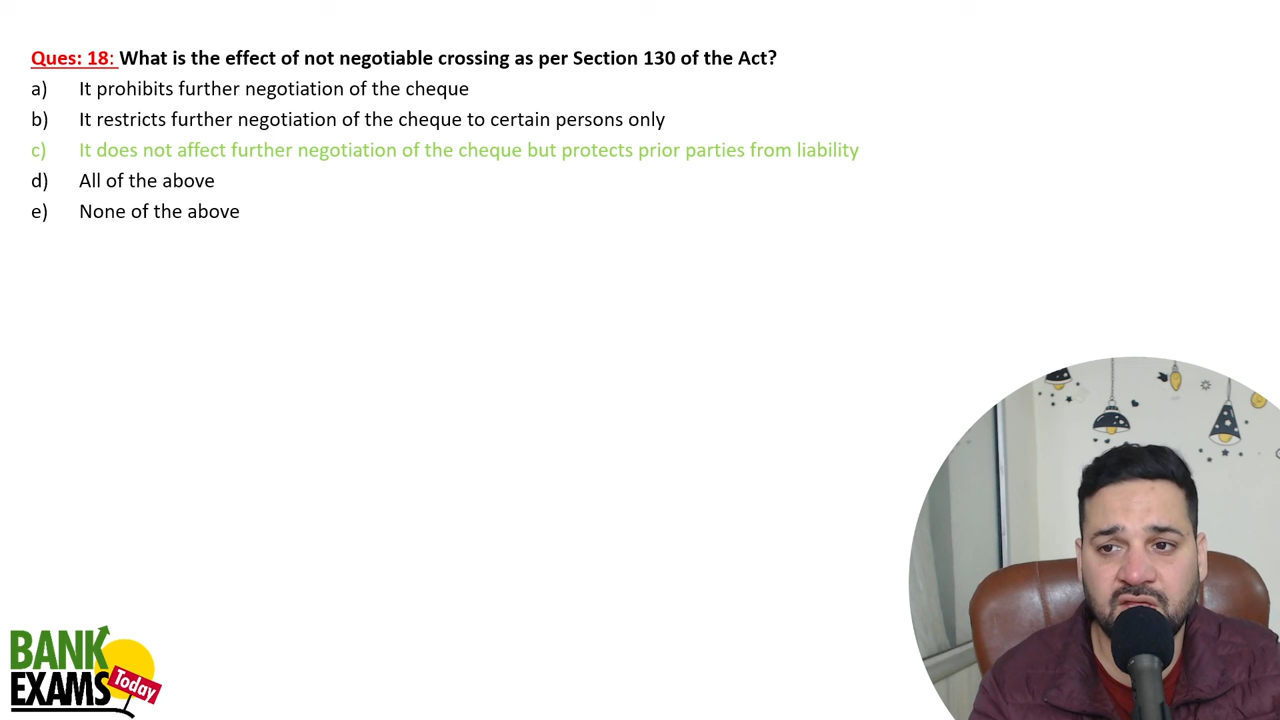 Ques: 18: What is the effect of not negotiable crossing as per Section 130 of the Act?
a) It prohibits further negotiation of the cheque
b) It restricts further negotiation of the cheque to certain persons only
c) It does not affect further negotiation of the cheque but protects prior parties from liability
d) All of the above
e) None of the above
BANK
EXAMS
Today